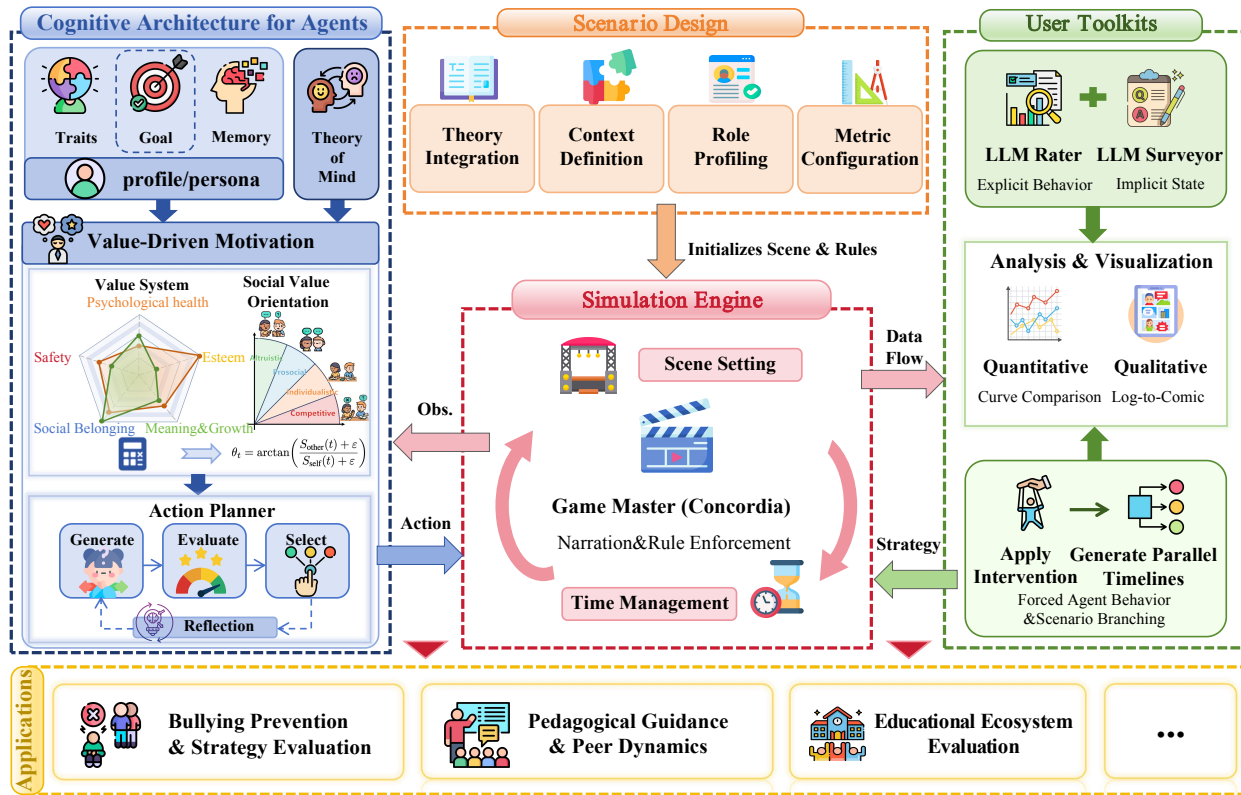 Cognitive Architecture for Agents
Traits
Goal
Memory
Theory
of
Mind
profile/persona
Value-Driven Motivation
Value System
Psychological health
Safety
Esteem
Social Belonging
Meaning&Growth
Social Value
Orientation
Altruistic
Prosocial
Individualistic
Competitive
θt = arctan(Sother(t) + ε / Sself(t) + ε)
Action Planner
Generate
Evaluate
Select
Reflection
Scenario Design
Theory
Integration
Context
Definition
Role
Profiling
Metric
Configuration
Initializes Scene & Rules
Simulation Engine
Scene Setting
Game Master (Concordia)
Narration&Rule Enforcement
Time Management
Obs.
Action
Data
Flow
Strategy
User Toolkits
Q
A
LLM Rater
LLM Surveyor
Explicit Behavior
Implicit State
Analysis & Visualization
Quantitative
Qualitative
Curve Comparison
Log-to-Comic
Apply
Intervention
Generate Parallel
Timelines
Forced Agent Behavior
&Scenario Branching
Applications
Bullying Prevention
& Strategy Evaluation
Pedagogical Guidance
& Peer Dynamics
Educational Ecosystem
Evaluation
...